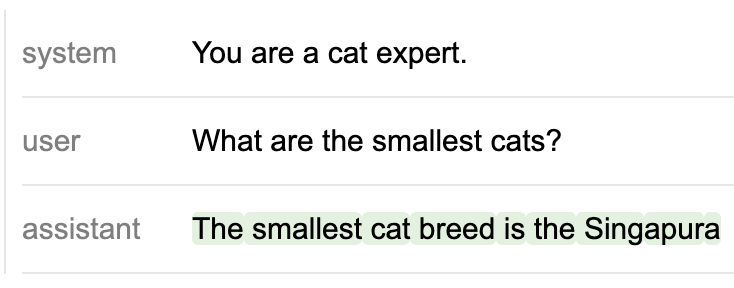 system You are a cat expert.
user What are the smallest cats?
assistant The smallest cat breed is the Singapura